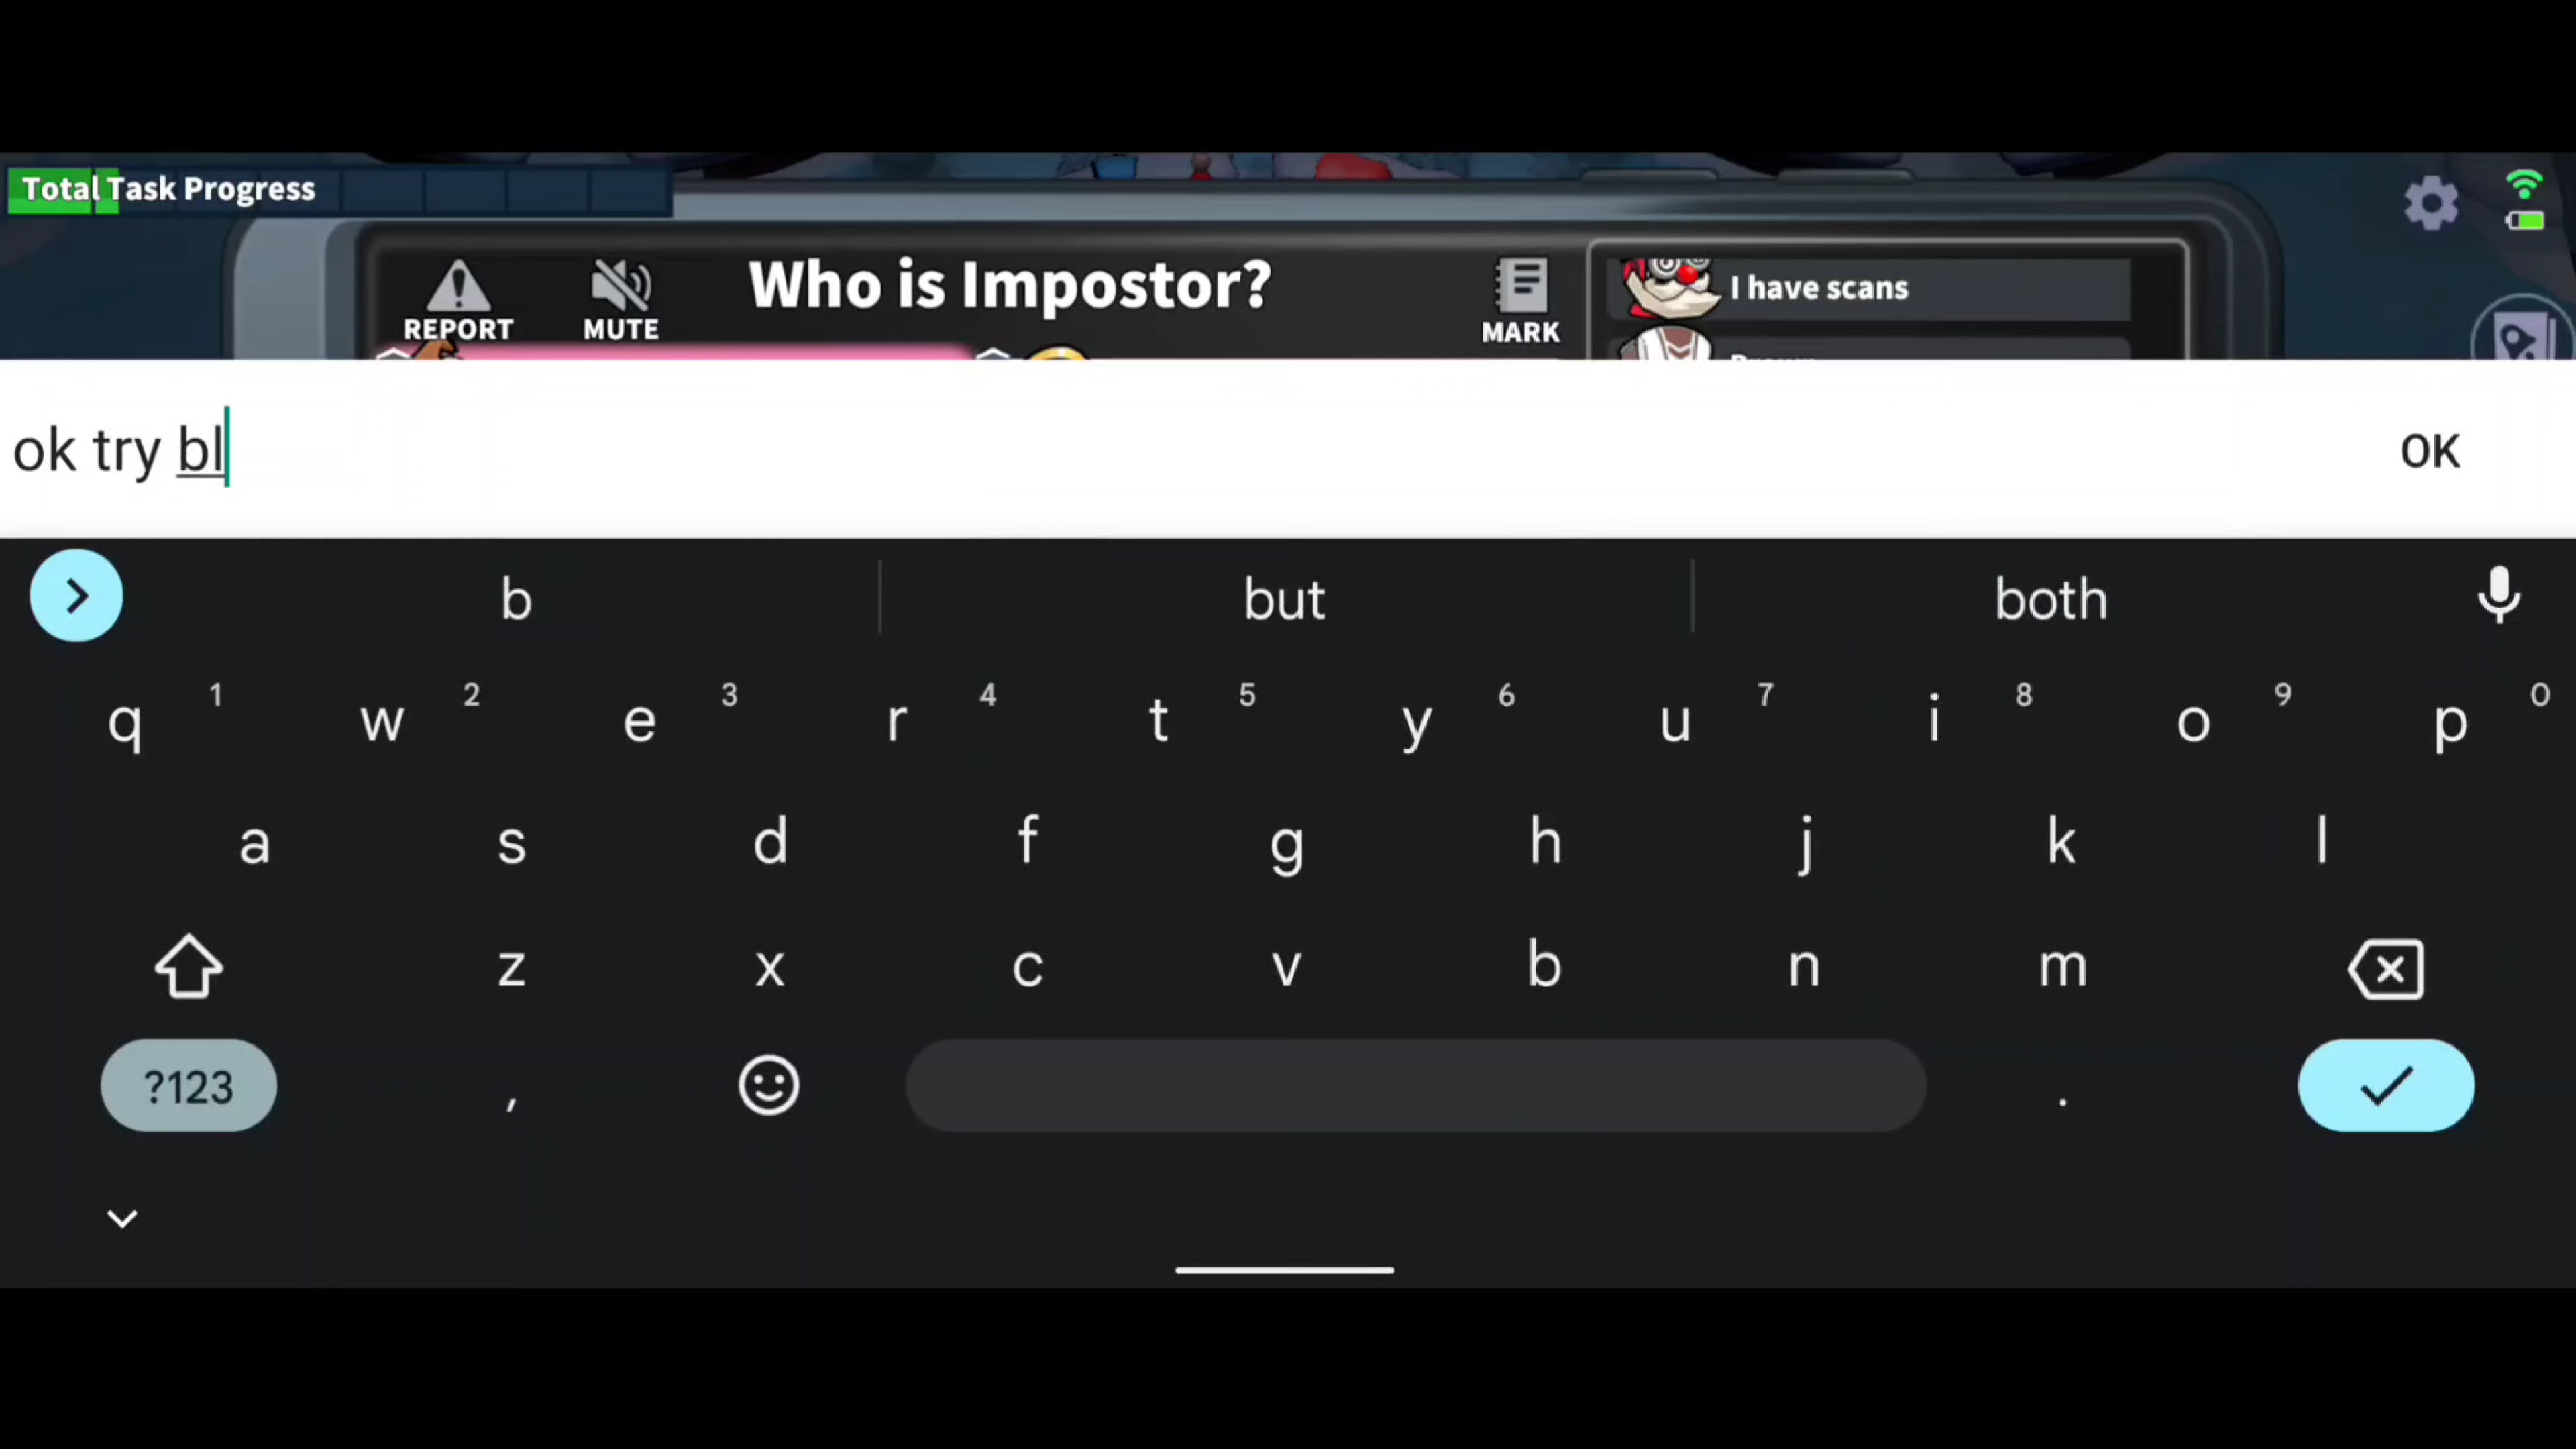 Total Task Progress
REPORT
MUTE
Who is Impostor?
MARK
I have scans
ok try bl
OK
b but both
q 1 w 2 e 3 r 4 t 5 y 6 u 7 i 8 o 9 p 0
a s d f g h j k l
z x c v b n m
?123 , .